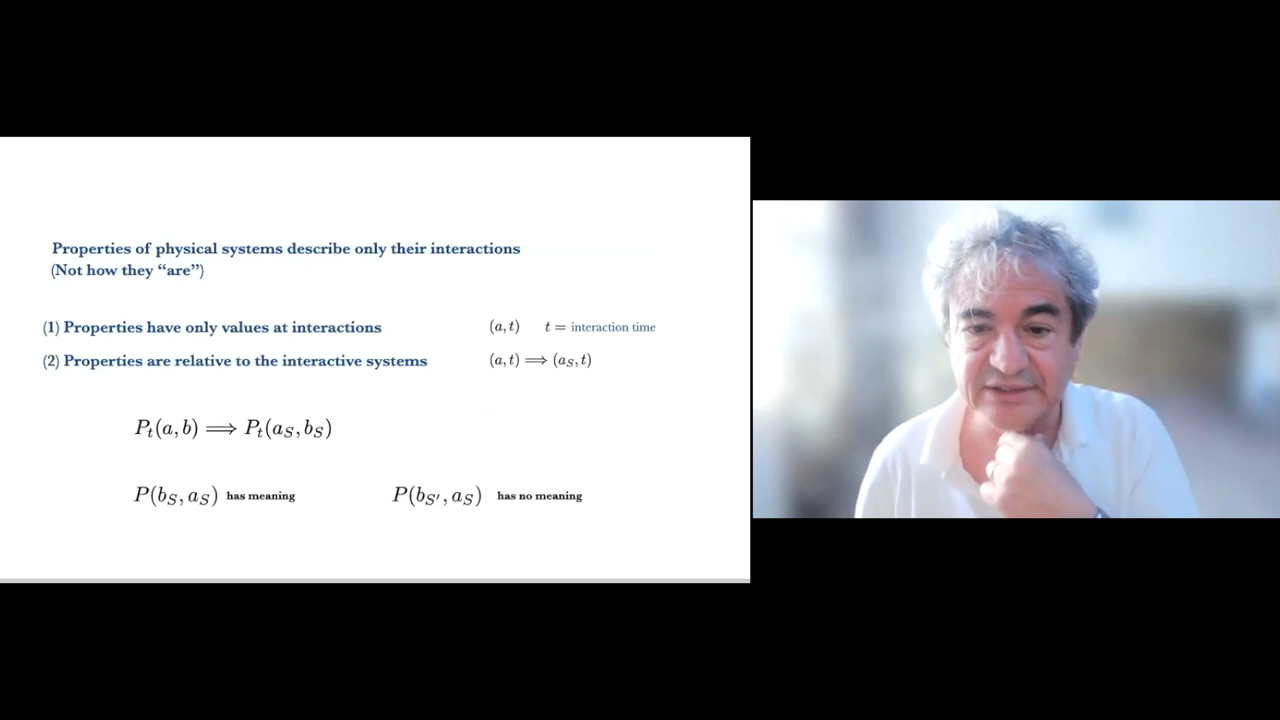 Properties of physical systems describe only their interactions
(Not how they “are”)
(1) Properties have only values at interactions (a, t) t = interaction time
(2) Properties are relative to the interactive systems (a, t) ⟹ (a_S, t)
P_t(a, b) ⟹ P_t(a_S, b_S)
P(b_S, a_S) has meaning P(b_{S′}, a_S) has no meaning